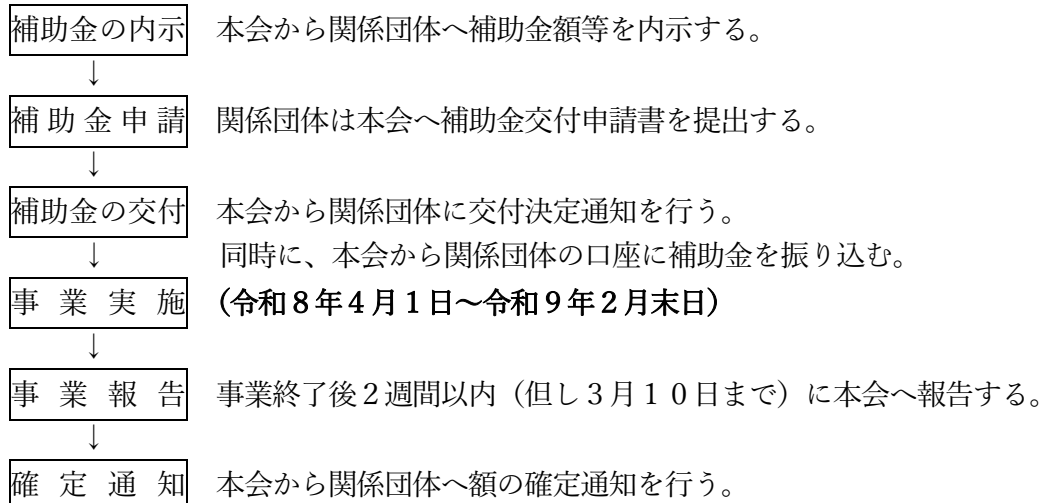 補助金の内示 本会から関係団体へ補助金額等を内示する。
↓
補助金申請 関係団体は本会へ補助金交付申請書を提出する。
↓
補助金の交付 本会から関係団体に交付決定通知を行う。
↓ 同時に、本会から関係団体の口座に補助金を振り込む。
事業実施 (令和8年4月1日～令和9年2月末日)
↓
事業報告 事業終了後2週間以内（但し3月10日まで）に本会へ報告する。
↓
確定通知 本会から関係団体へ額の確定通知を行う。